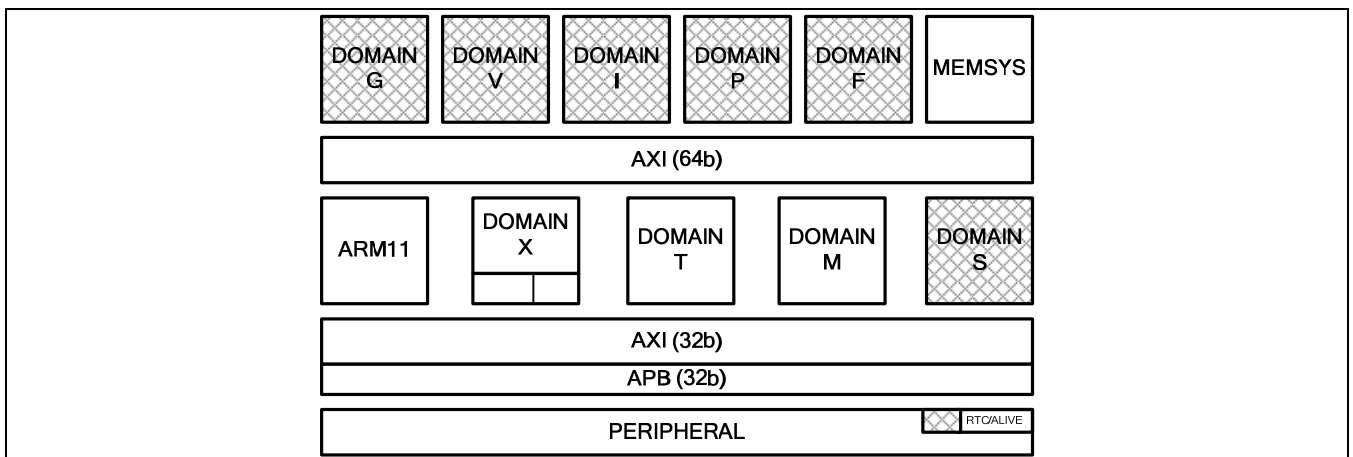 DOMAIN
G
DOMAIN
V
DOMAIN
I
DOMAIN
P
DOMAIN
F
MEMSYS
AXI (64b)
ARM11
DOMAIN
X
DOMAIN
T
DOMAIN
M
DOMAIN
S
AXI (32b)
APB (32b)
PERIPHERAL
RTC/ALIVE